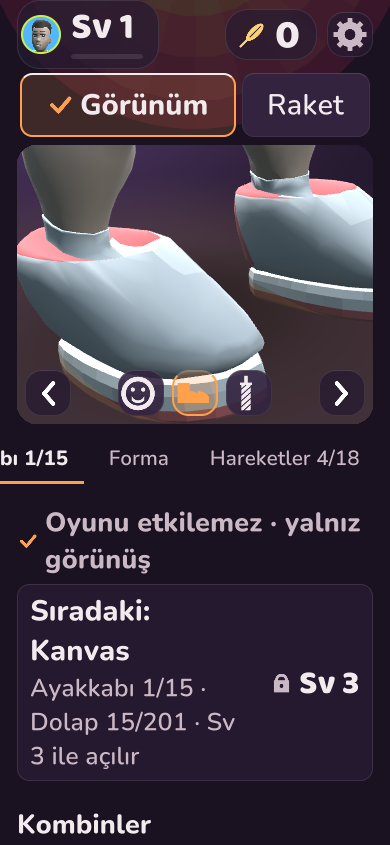 Sv 1
0
Görünüm
Raket
bı 1/15
Forma
Hareketler 4/18
Oyunu etkilemez · yalnız
görünüş
Sıradaki:
Kanvas
Ayakkabı 1/15 ·
Dolap 15/201 · Sv
3 ile açılır
Sv 3
Kombinler